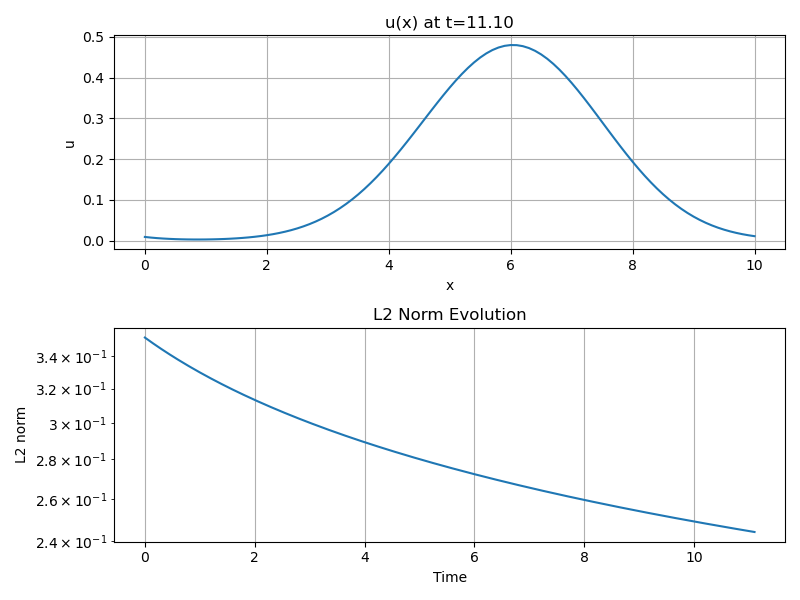 u(x) at t=11.10
0.5
0.4
0.3
0.2
0.1
0.0
u
0 2 4 6 8 10
x
L2 Norm Evolution
3.4 × 10⁻¹
3.2 × 10⁻¹
3 × 10⁻¹
2.8 × 10⁻¹
2.6 × 10⁻¹
2.4 × 10⁻¹
L2 norm
0 2 4 6 8 10
Time